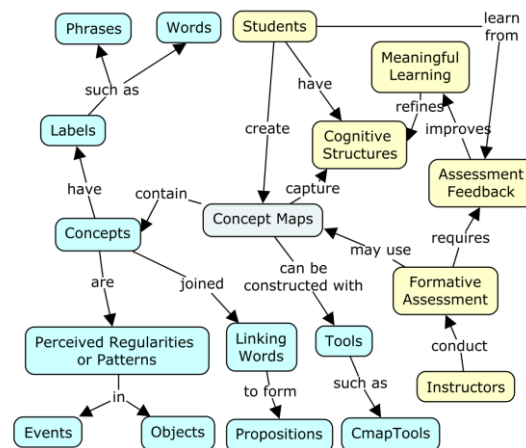 Phrases
Words
Students
learn
from
Meaningful
Learning
such as
have
refines
Labels
create
Cognitive
Structures
improves
Assessment
Feedback
have
contain
capture
Concepts
Concept Maps
may use
requires
are
joined
can be
constructed with
Formative
Assessment
Perceived Regularities
or Patterns
Linking
Words
Tools
conduct
in
to form
such as
Instructors
Events
Objects
Propositions
CmapTools